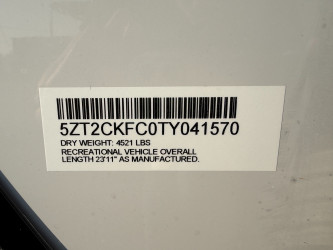 5ZT2CKFC0TY041570
DRY WEIGHT: 4521 LBS
RECREATIONAL VEHICLE OVERALL
LENGTH 23'11" AS MANUFACTURED.